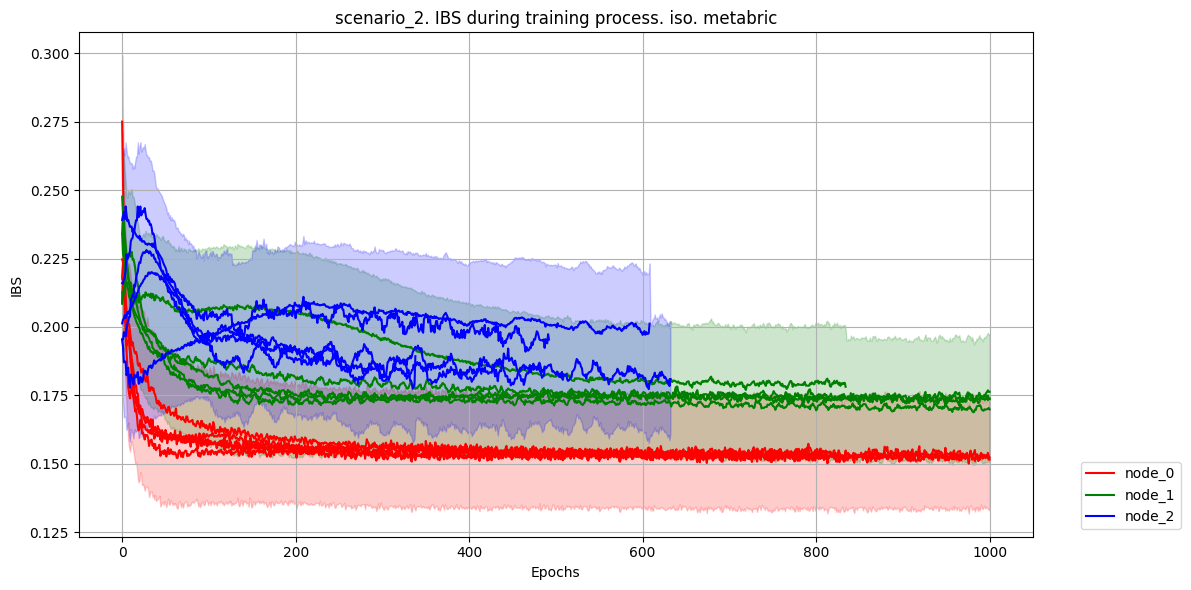 scenario_2. IBS during training process. iso. metabric
IBS
0.300
0.275
0.250
0.225
0.200
0.175
0.150
0.125
0
200
400
600
800
1000
Epochs
node_0
node_1
node_2